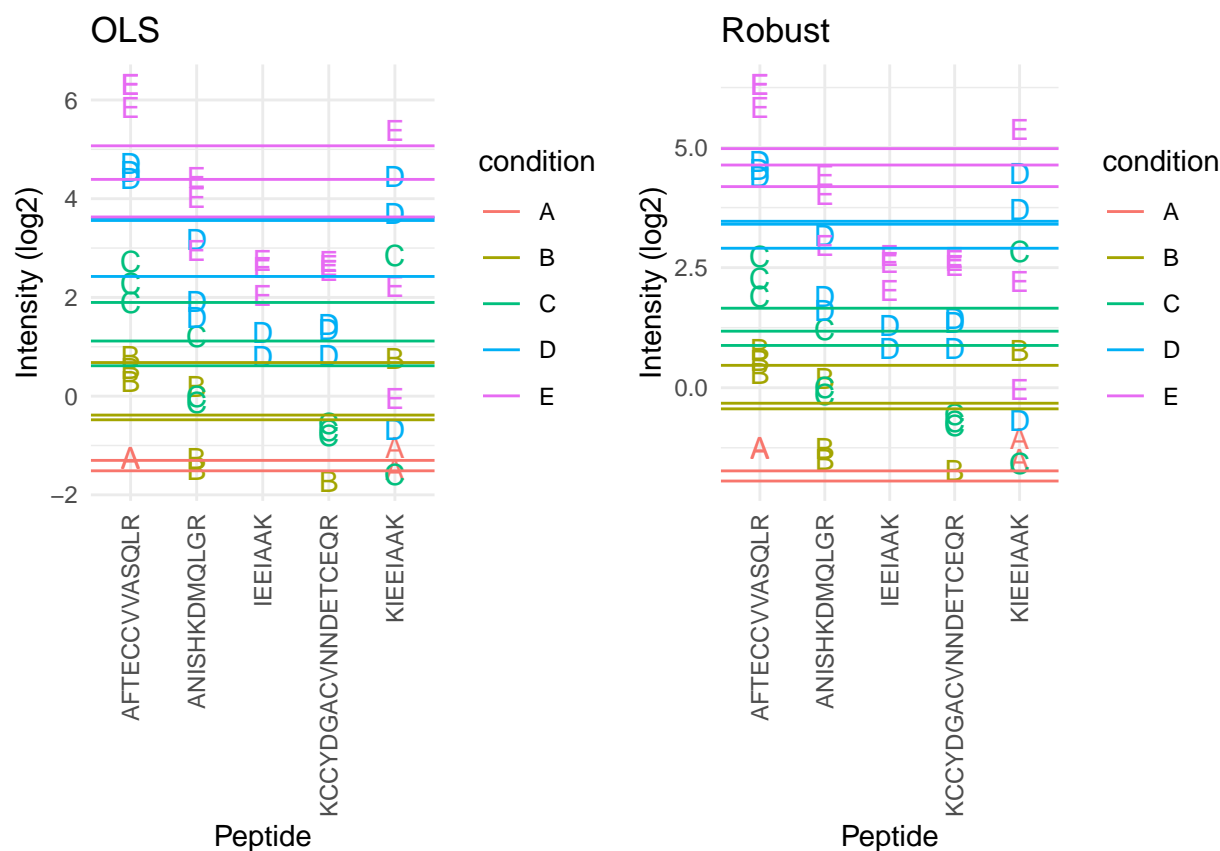 OLS
Intensity (log2)
6
4
2
0
−2
AFTECCVVASQLR
ANISHKDMQLGR
IEEIAAK
KCCYDGACVNNDETCEQR
KIEEIAAK
Peptide
condition
A
B
C
D
E
Robust
Intensity (log2)
5.0
2.5
0.0
AFTECCVVASQLR
ANISHKDMQLGR
IEEIAAK
KCCYDGACVNNDETCEQR
KIEEIAAK
Peptide
condition
A
B
C
D
E